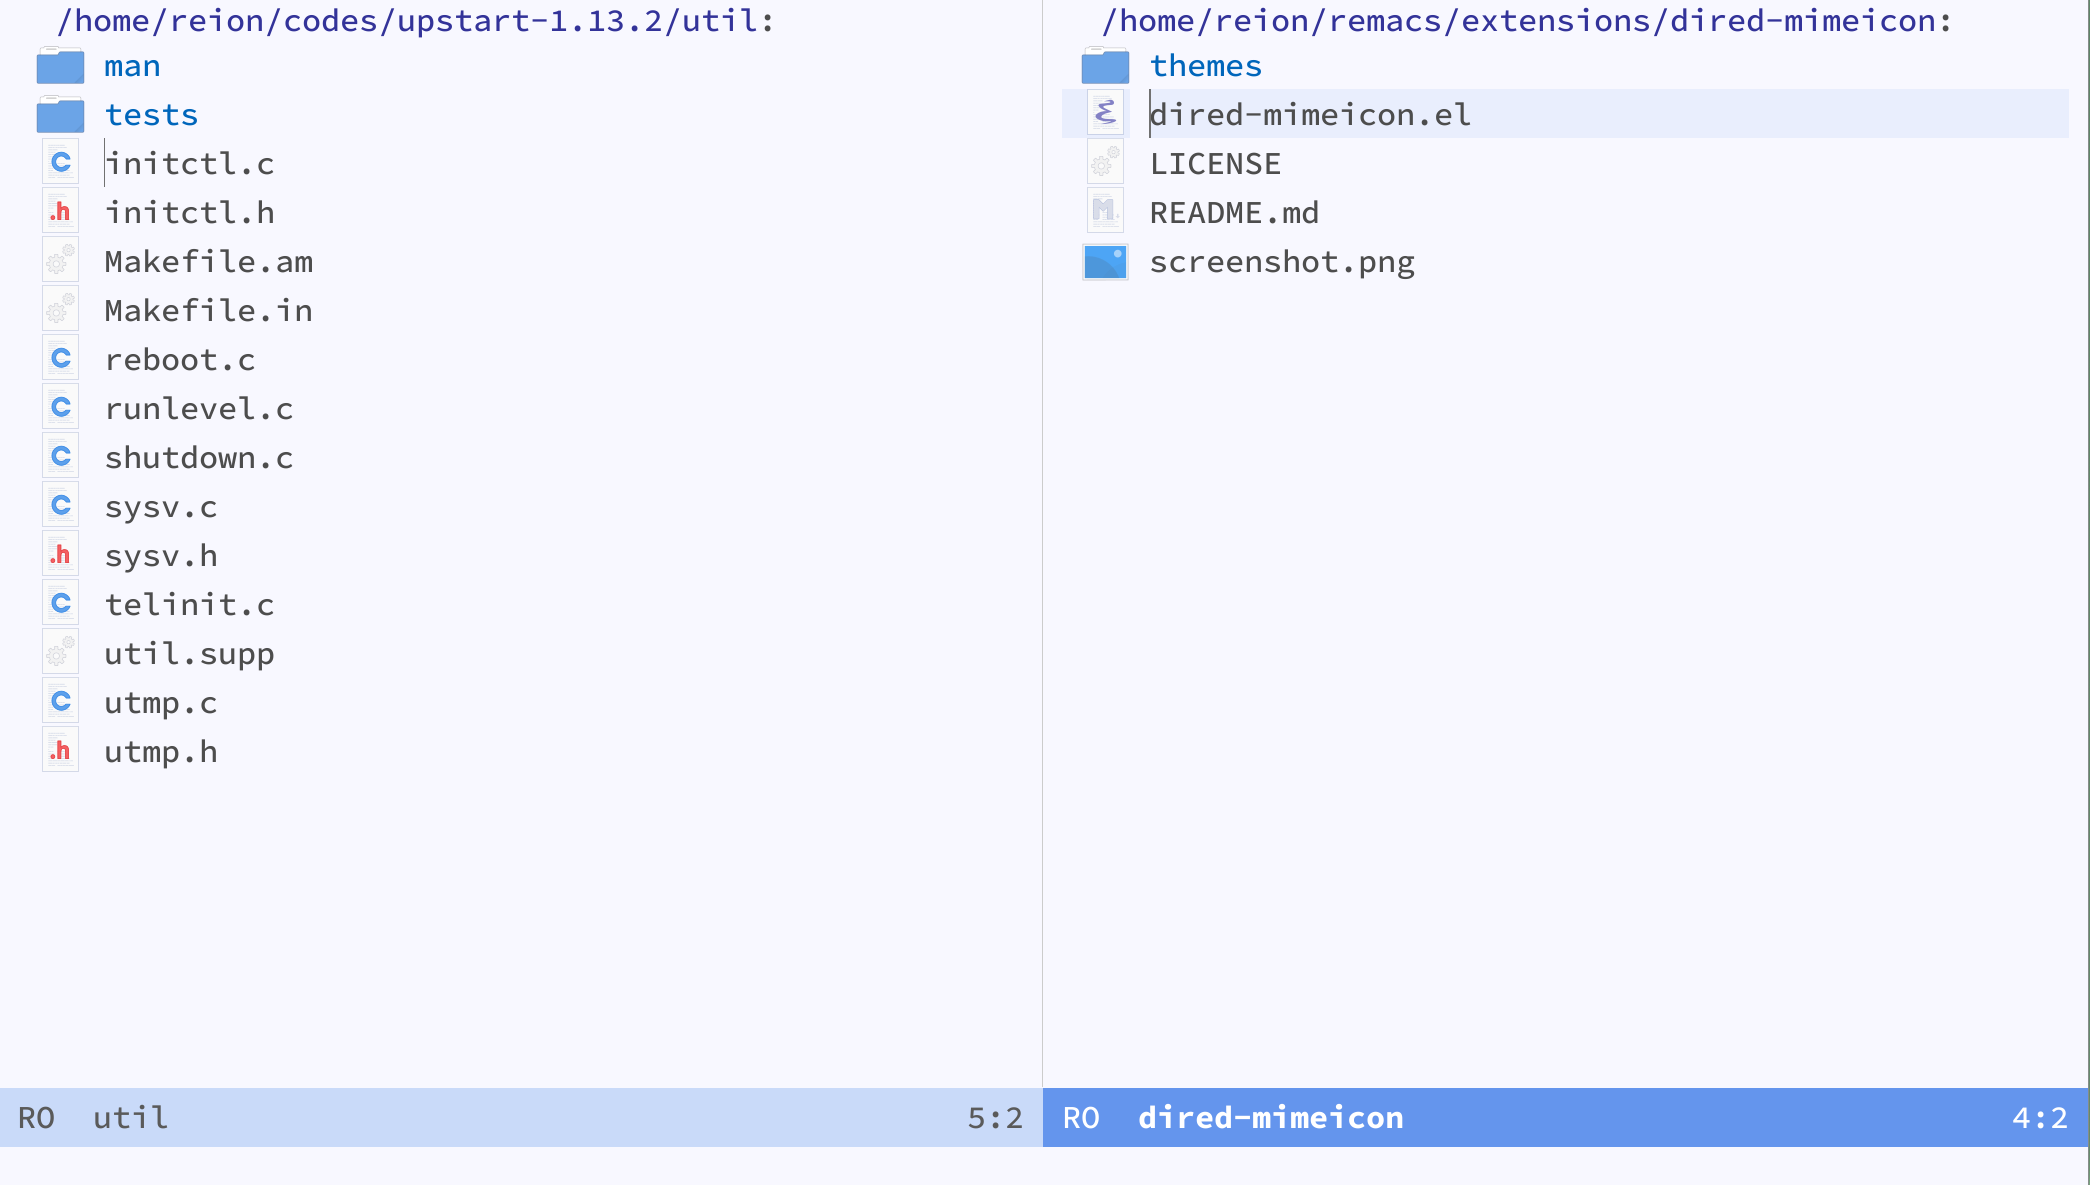 /home/reion/codes/upstart-1.13.2/util:
man
tests
initctl.c
initctl.h
Makefile.am
Makefile.in
reboot.c
runlevel.c
shutdown.c
sysv.c
sysv.h
telinit.c
util.supp
utmp.c
utmp.h
RO util 5:2
/home/reion/remacs/extensions/dired-mimeicon:
themes
dired-mimeicon.el
LICENSE
README.md
screenshot.png
RO dired-mimeicon 4:2